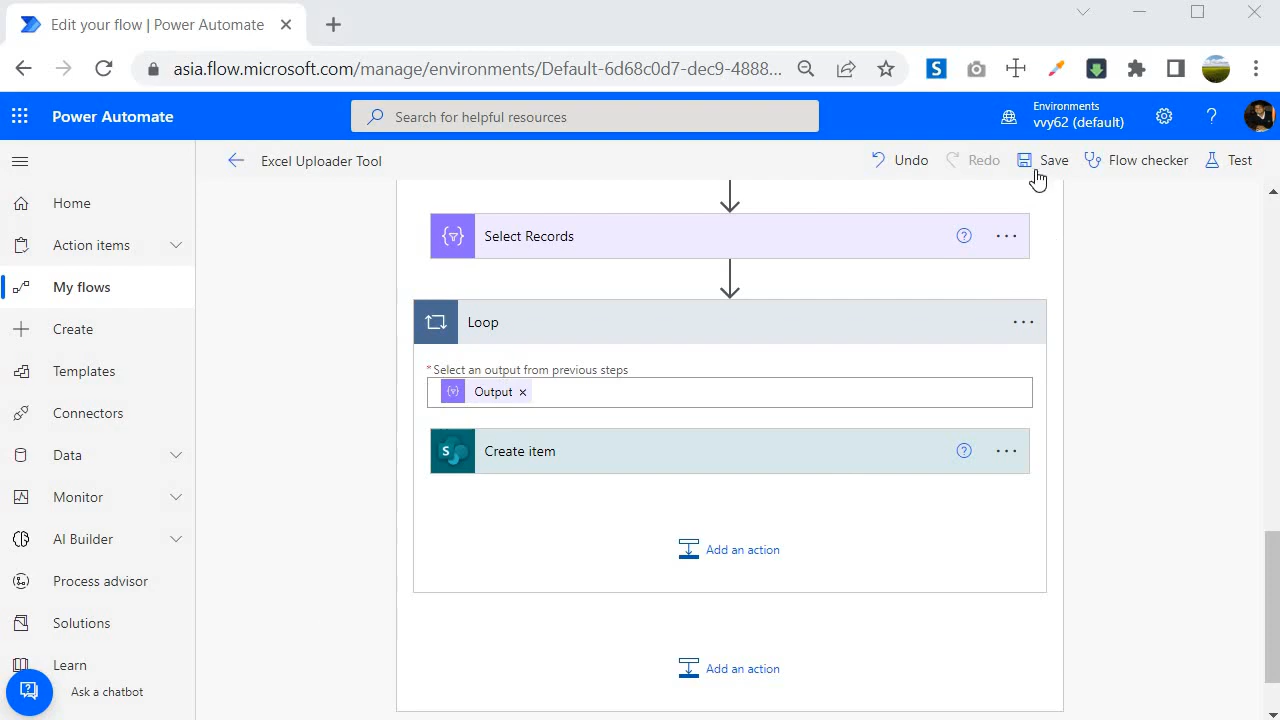 Edit your flow | Power Automate
asia.flow.microsoft.com/manage/environments/Default-6d68c0d7-dec9-4888...
S
Power Automate
Search for helpful resources
Environments
vvy62 (default)
Excel Uploader Tool
Undo
Redo
Save
Flow checker
Test
Home
Action items
My flows
Create
Templates
Connectors
Data
Monitor
AI Builder
Process advisor
Solutions
Learn
Ask a chatbot
Select Records
Loop
* Select an output from previous steps
Output
S
Create item
Add an action
Add an action